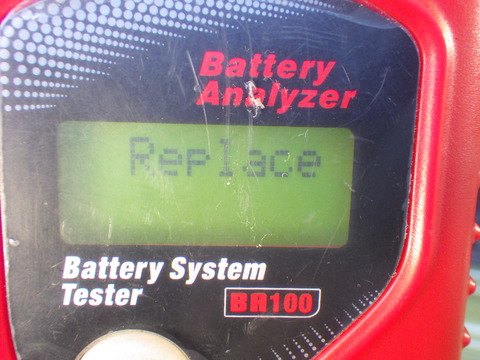 Battery
Analyzer
Replace
Battery System
Tester
BA100